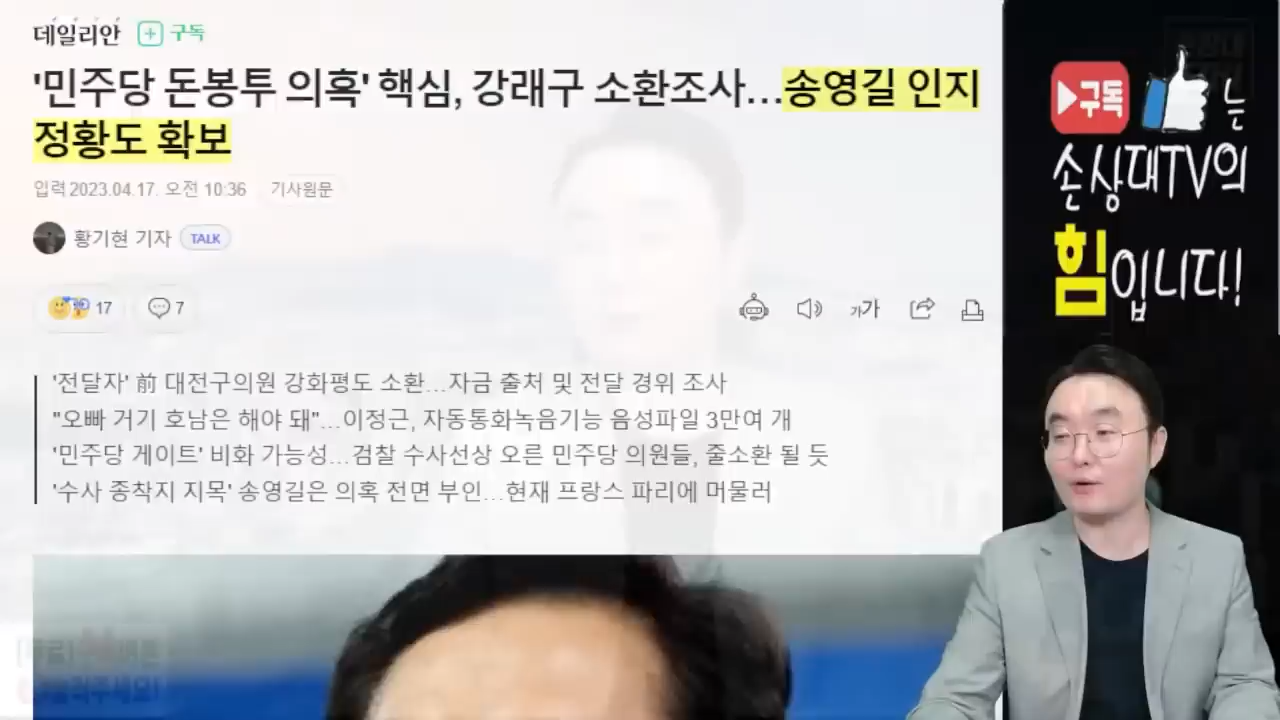 데일리안 + 구독
'민주당 돈봉투 의혹' 핵심, 강래구 소환조사…송영길 인지
정황도 확보
입력 2023.04.17. 오전 10:36 기사원문
황기현 기자 TALK
17 7 가가
'전달자' 前 대전구의원 강화평도 소환…자금 출처 및 전달 경위 조사
"오빠 거기 호남은 해야 돼"…이정근, 자동통화녹음기능 음성파일 3만여 개
'민주당 게이트' 비화 가능성…검찰 수사선상 오른 민주당 의원들, 줄소환 될 듯
'수사 종착지 지목' 송영길은 의혹 전면 부인…현재 프랑스 파리에 머물러
구독 는
손상대TV의
힘입니다!